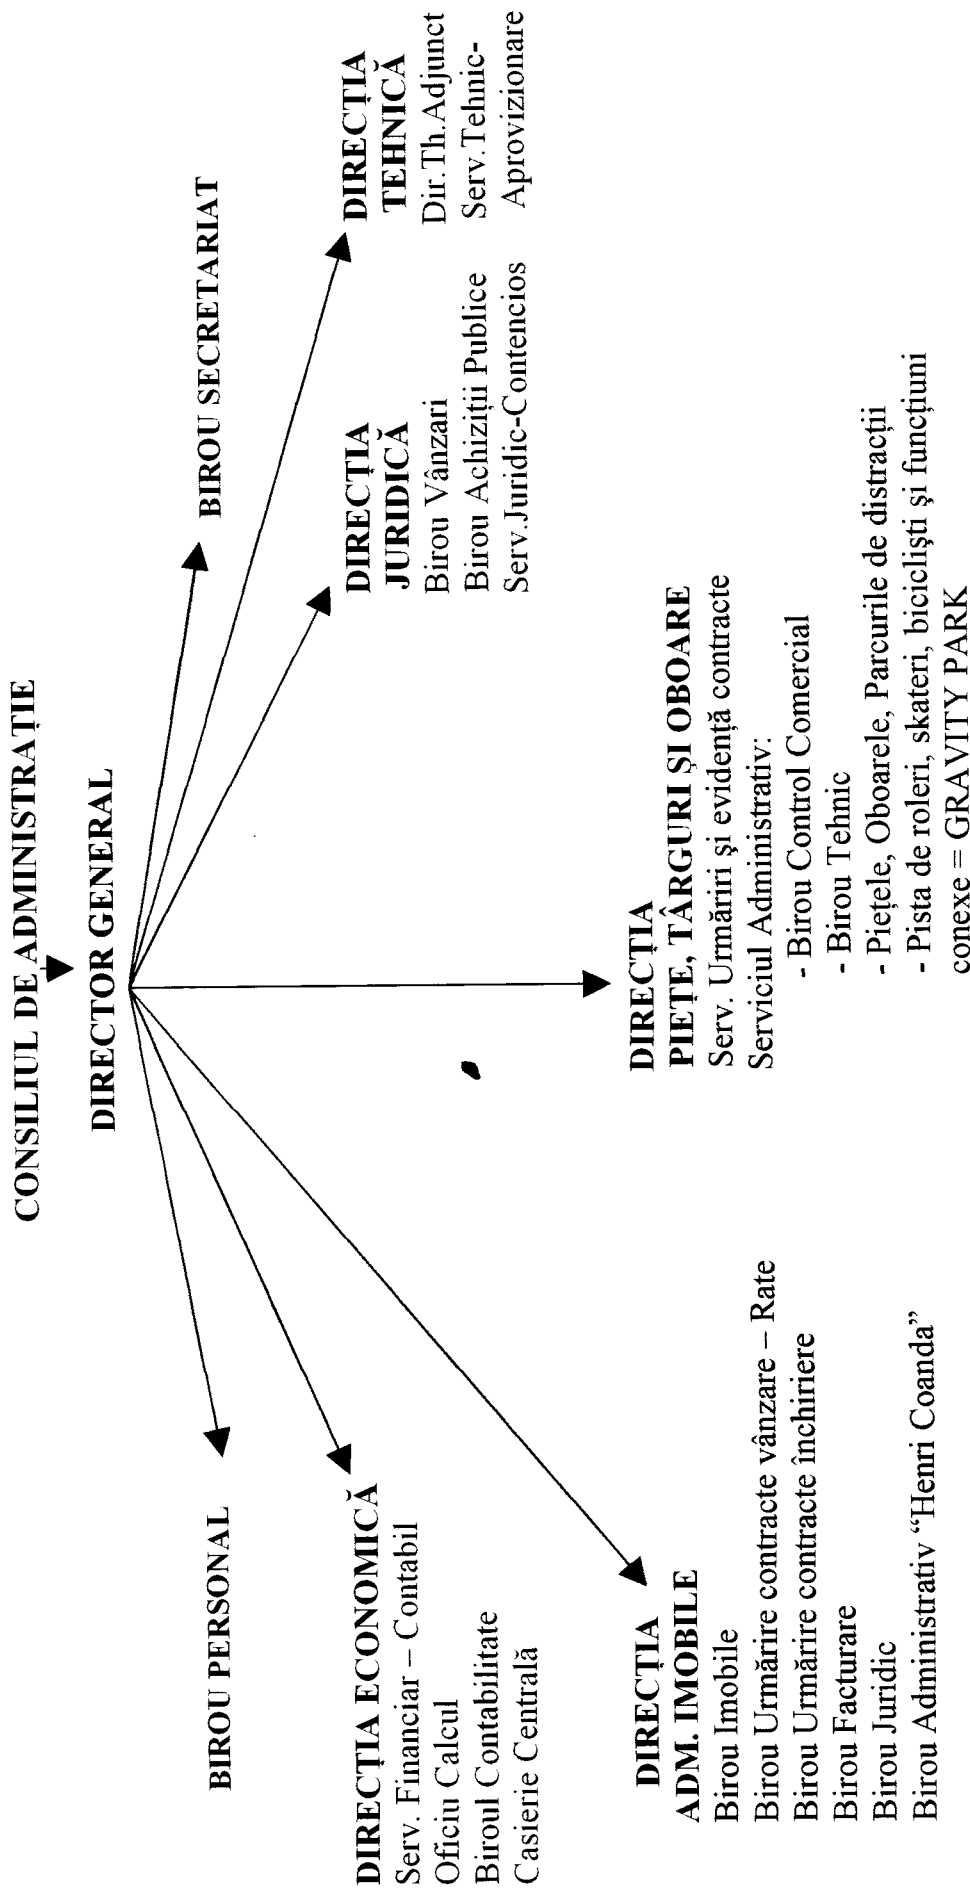 CONSILIUL DE ADMINISTRAȚIE
DIRECTOR GENERAL
BIROU PERSONAL
BIROU SECRETARIAT
DIRECȚIA ECONOMICĂ
Serv. Financiar – Contabil
Oficiu Calcul
Biroul Contabilitate
Casierie Centrală
DIRECȚIA
JURIDICĂ
Birou Vânzari
Birou Achiziții Publice
Serv.Juridic-Contencios
DIRECȚIA
TEHNICĂ
Dir.Th.Adjunct
Serv.Tehnic-
Aprovizionare
DIRECȚIA
ADM. IMOBILE
Birou Imobile
Birou Urmărire contracte vânzare – Rate
Birou Urmărire contracte închiriere
Birou Facturare
Birou Juridic
Birou Administrativ “Henri Coanda”
DIRECȚIA
PIEȚE, TÂRGURI ȘI OBOARE
Serv. Urmăriri și evidență contracte
Serviciul Administrativ:
- Birou Control Comercial
- Birou Tehnic
- Piețele, Oboarele, Parcurile de distracții
- Pista de roleri, skateri, bicicliști și funcțiuni
conexe = GRAVITY PARK